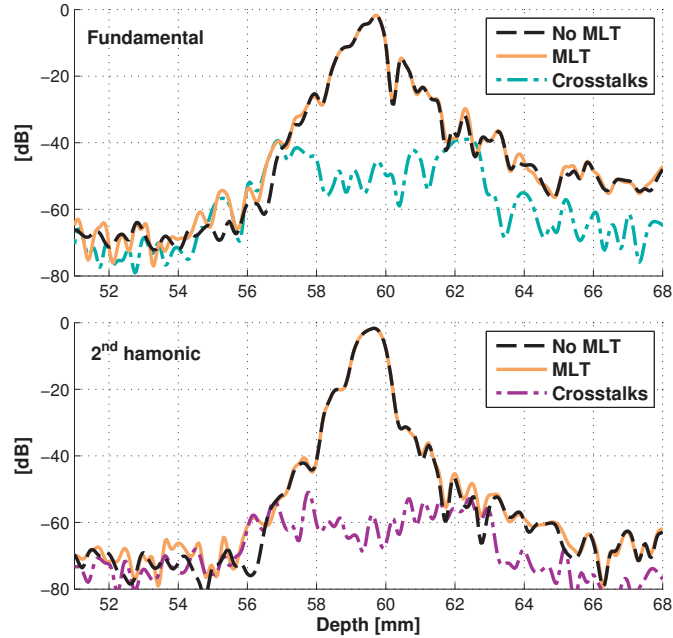 Fundamental
No MLT
MLT
Crosstalks
[dB]
0
−20
−40
−60
−80
52 54 56 58 60 62 64 66 68
2nd hamonic
No MLT
MLT
Crosstalks
[dB]
0
−20
−40
−60
−80
52 54 56 58 60 62 64 66 68
Depth [mm]